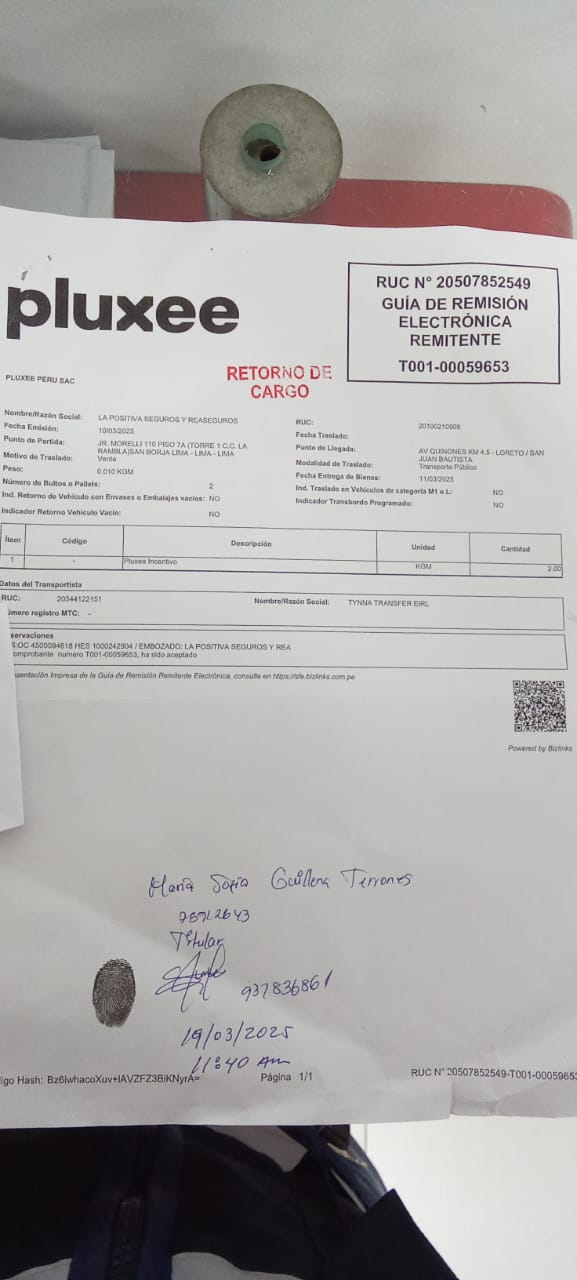 pluxee
RUC N° 20507852549
GUÍA DE REMISIÓN
ELECTRÓNICA
REMITENTE
T001-00059653
PLUXEE PERU SAC
RETORNO DE
CARGO
Nombre/Razón Social: LA POSITIVA SEGUROS Y REASEGUROS
RUC: 20100210909
Fecha Emisión: 10/03/2025
Fecha Traslado:
Punto de Partida: JR. MORELLI 110 PISO 7A (TORRE 1 C.C. LA
RAMBLA)SAN BORJA LIMA - LIMA - LIMA
Punto de Llegada: AV QUIÑONES KM 4.5 - LORETO / SAN
JUAN BAUTISTA
Motivo de Traslado: Venta
Modalidad de Traslado: Transporte Público
Peso: 0.010 KGM
Fecha Entrega de Bienes: 11/03/2025
Número de Bultos o Pallets: 2
Ind. Traslado en Vehículos de categoría M1 o L: NO
Ind. Retorno de Vehículo con Envases o Embalajes vacios: NO
Indicador Transbordo Programado: NO
Indicador Retorno Vehículo Vacio: NO
Ítem Código Descripción Unidad Cantidad
1 - Pluxee Incentivo KGM 2.00
Datos del Transportista
RUC: 20544122151 Nombre/Razón Social: TYNNA TRANSFER EIRL
úmero registro MTC: -
servaciones
OC 4500094618 HES 1000242904 / EMBOZADO: LA POSITIVA SEGUROS Y REA
omprobante numero T001-00059653, ha sido aceptado
sentación Impresa de la Guía de Remisión Remitente Electrónica, consulte en https://sfe.bizlinks.com.pe
Powered by Bizlinks
Maria Sofia Guillena Terrones
Titular
937836861
19/03/2025
11:40 Am
igo Hash: Bz6iwhacoXuv+IAVZFZ3BiKNyrA=
Página 1/1
RUC N° 20507852549-T001-00059653